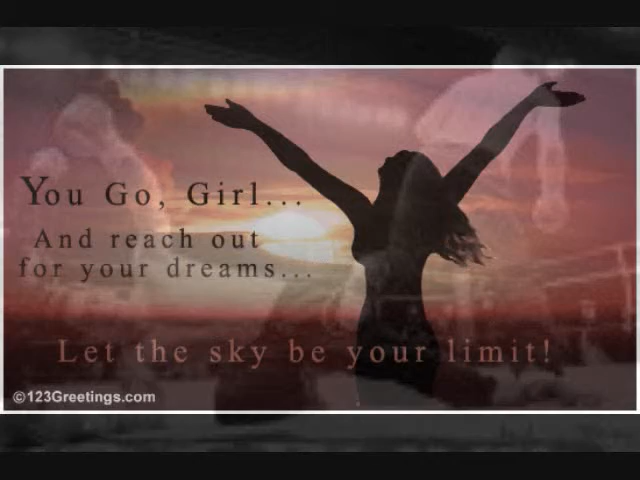 You Go, Girl...
And reach out
for your dreams...
Let the sky be your limit!
©123Greetings.com